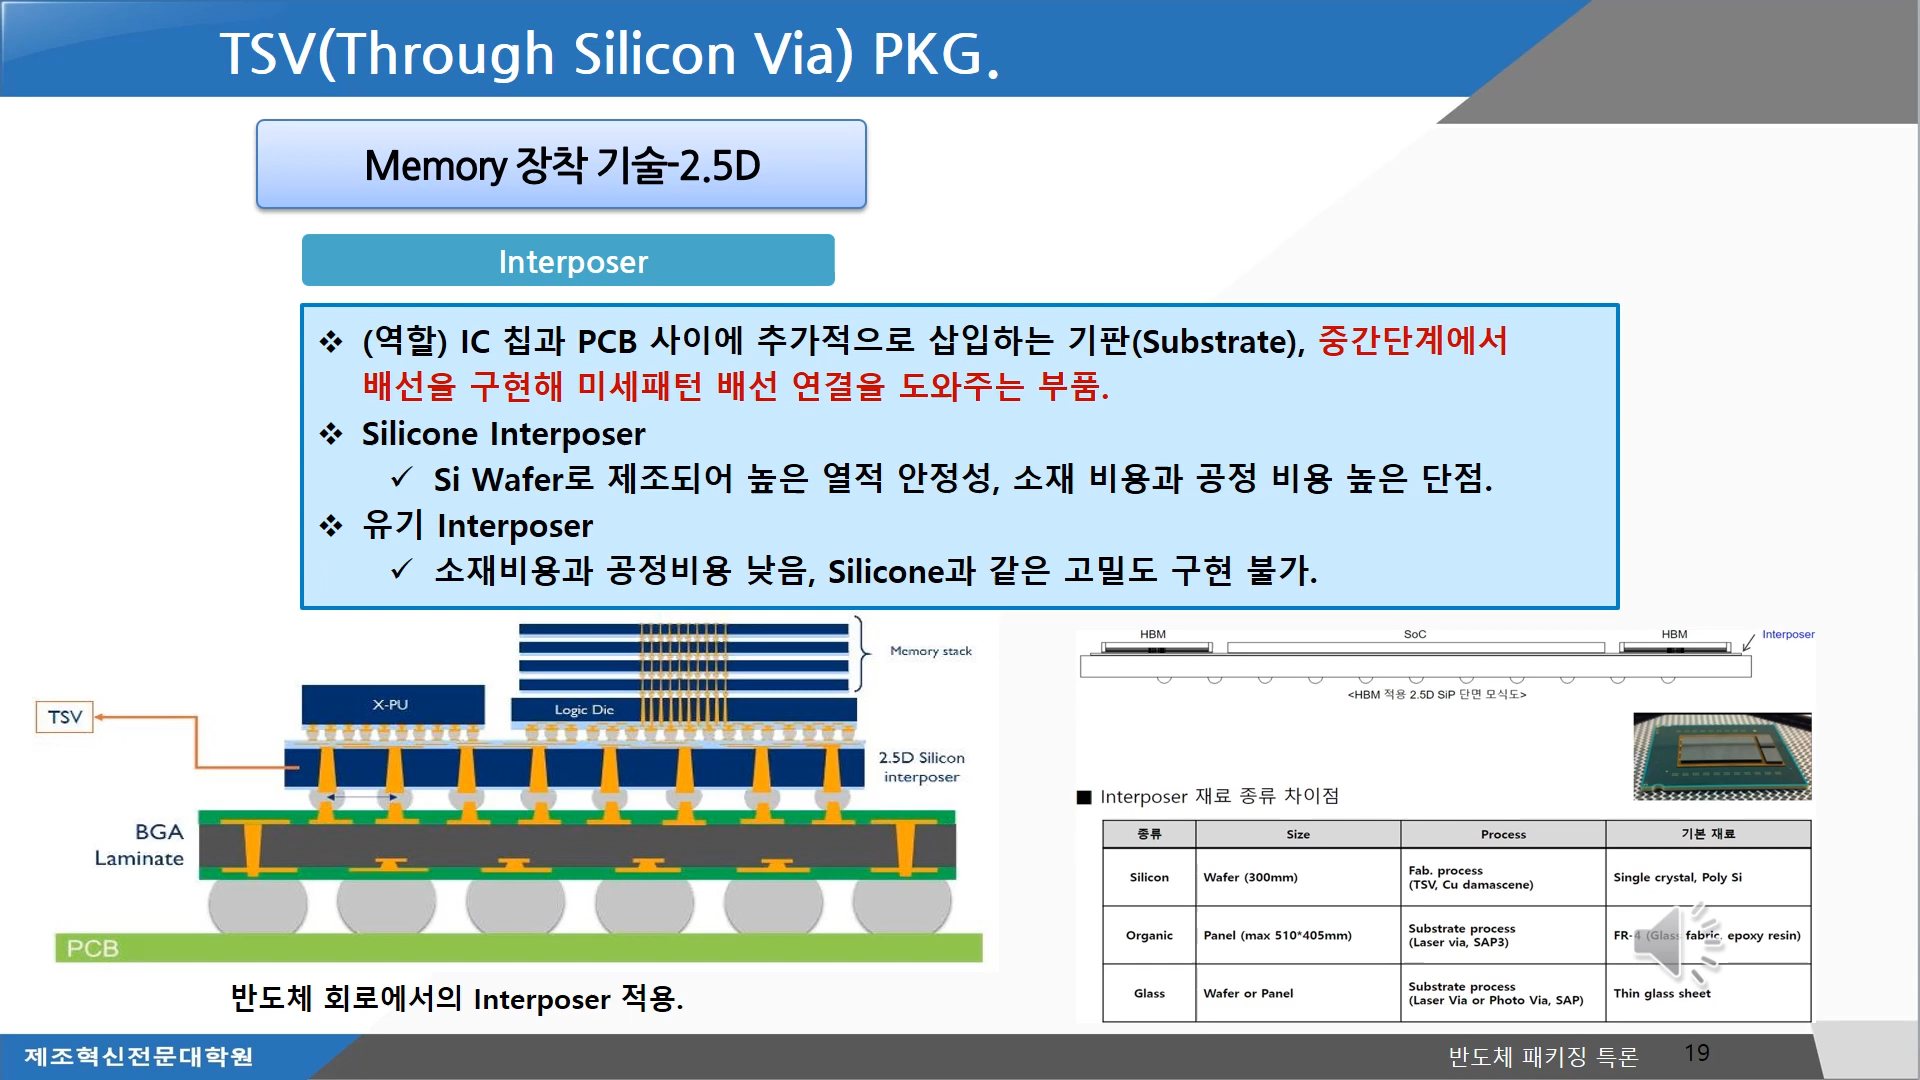 TSV(Through Silicon Via) PKG.
Memory 장착 기술-2.5D
Interposer
❖ (역할) IC 칩과 PCB 사이에 추가적으로 삽입하는 기판(Substrate), 중간단계에서
배선을 구현해 미세패턴 배선 연결을 도와주는 부품.
❖ Silicone Interposer
✓ Si Wafer로 제조되어 높은 열적 안정성, 소재 비용과 공정 비용 높은 단점.
❖ 유기 Interposer
✓ 소재비용과 공정비용 낮음, Silicone과 같은 고밀도 구현 불가.
Memory stack
X-PU
Logic Die
TSV
2.5D Silicon
interposer
BGA
Laminate
PCB
반도체 회로에서의 Interposer 적용.
HBM SoC HBM Interposer
<HBM 적용 2.5D SiP 단면 모식도>
■ Interposer 재료 종류 차이점
종류 Size Process 기본 재료
Silicon Wafer (300mm) Fab. process
(TSV, Cu damascene) Single crystal, Poly Si
Organic Panel (max 510*405mm) Substrate process
(Laser via, SAP3) FR-4 (Glass fabric, epoxy resin)
Glass Wafer or Panel Substrate process
(Laser Via or Photo Via, SAP) Thin glass sheet
제조혁신전문대학원
반도체 패키징 특론 19